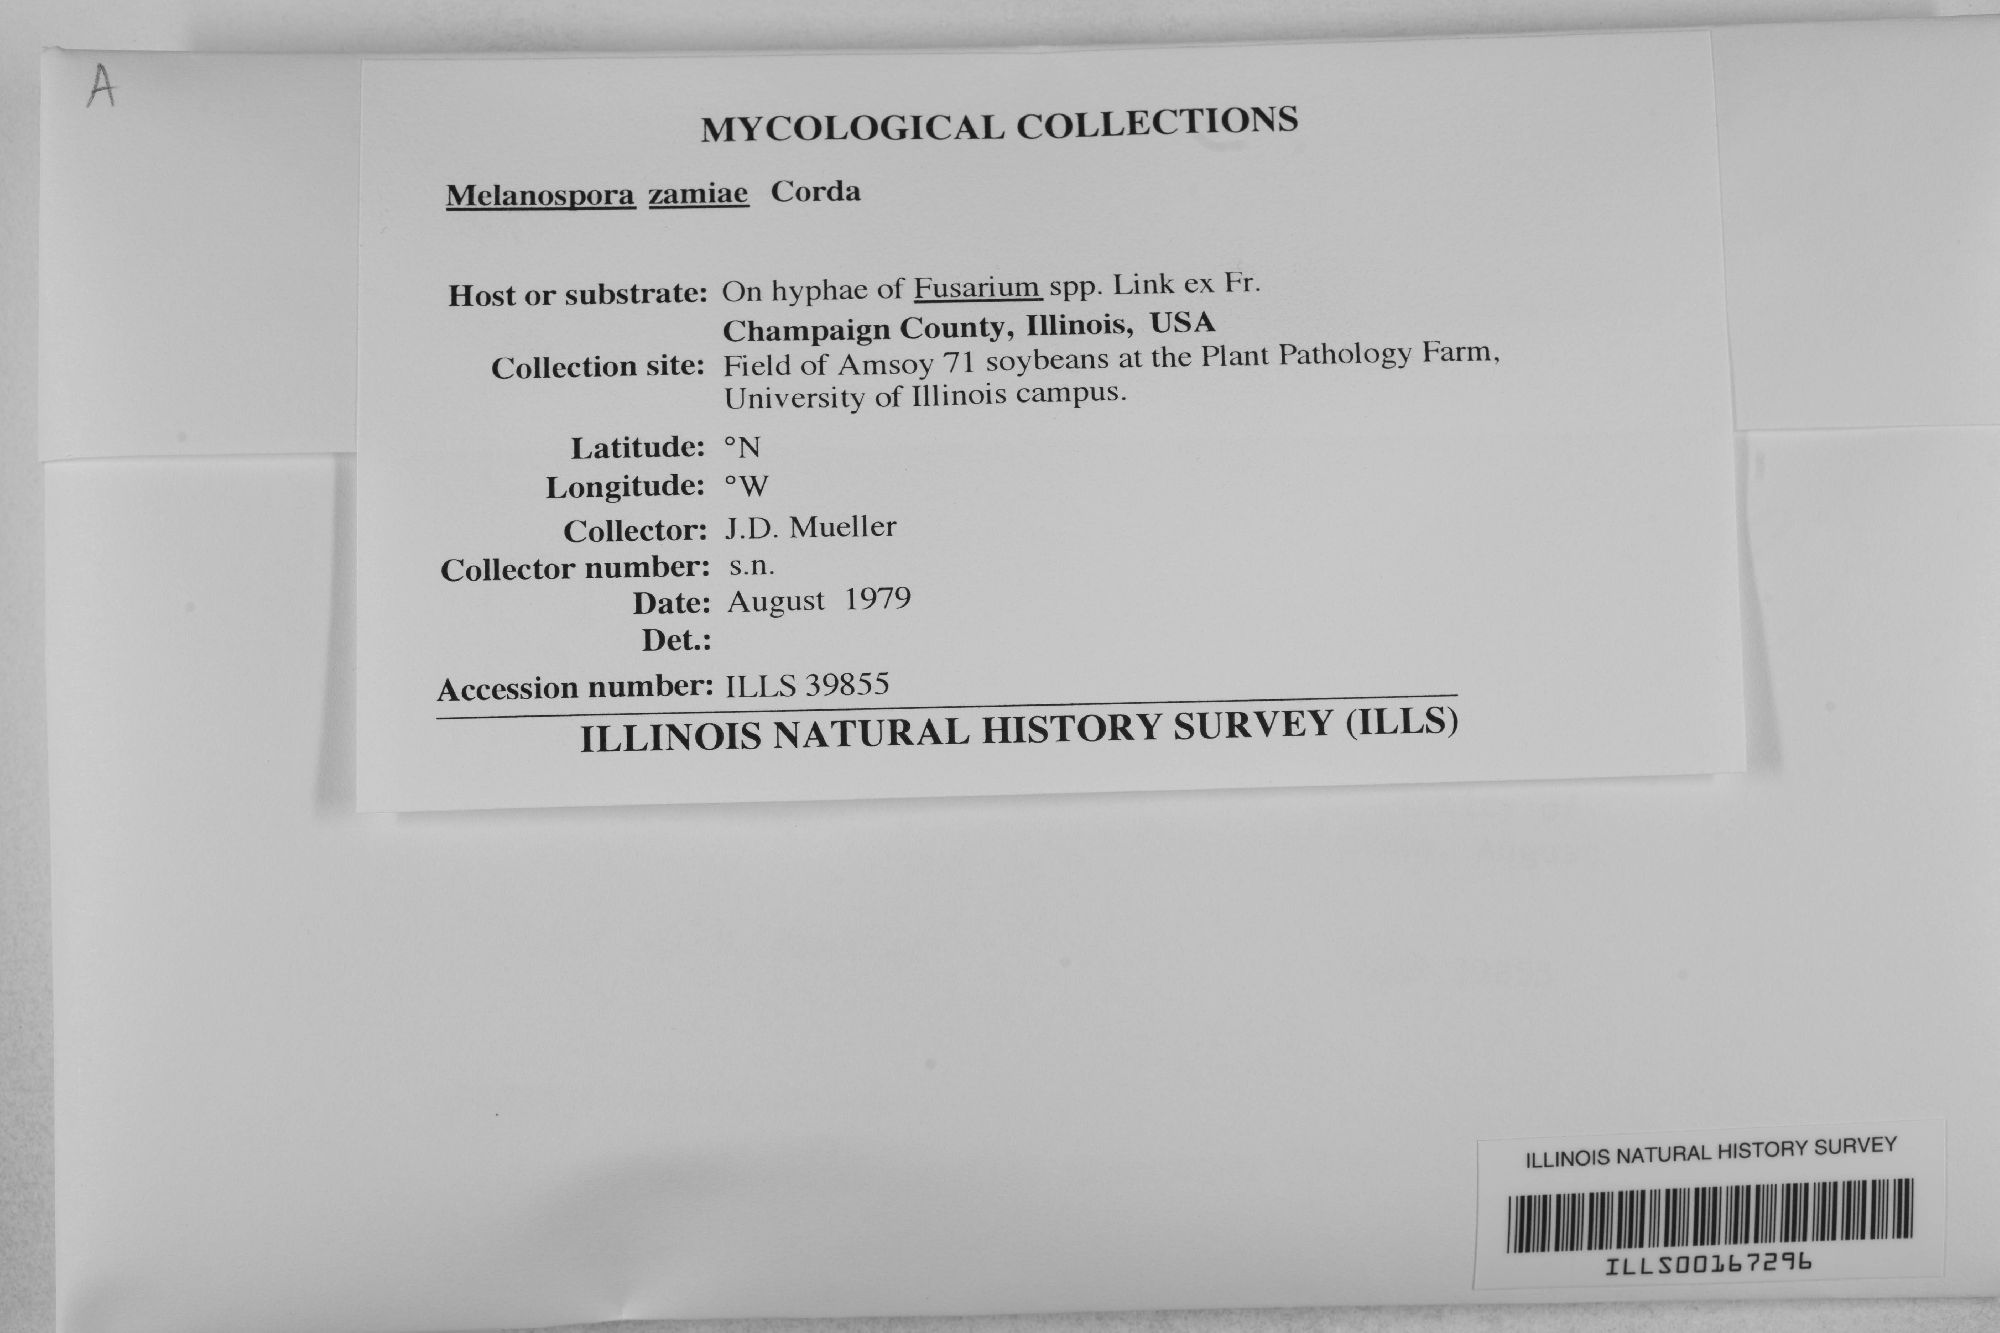 A
MYCOLOGICAL COLLECTIONS
Melanospora zamiae Corda
Host or substrate: On hyphae of Fusarium spp. Link ex Fr.
Champaign County, Illinois, USA
Collection site: Field of Amsoy 71 soybeans at the Plant Pathology Farm,
University of Illinois campus.
Latitude: °N
Longitude: °W
Collector: J.D. Mueller
Collector number: s.n.
Date: August 1979
Det.:
Accession number: ILLS 39855
ILLINOIS NATURAL HISTORY SURVEY (ILLS)
ILLINOIS NATURAL HISTORY SURVEY
ILLS00167296